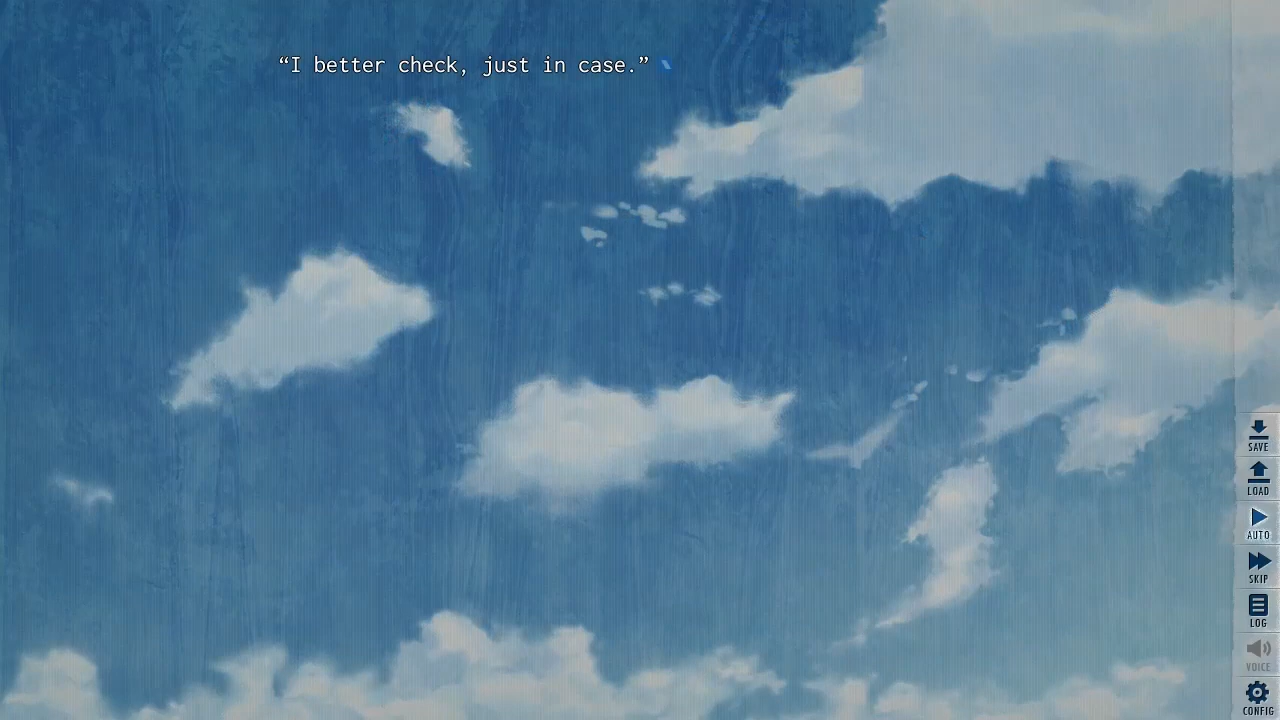 “I better check, just in case.”
SAVE
LOAD
AUTO
SKIP
LOG
VOICE
CONFIG